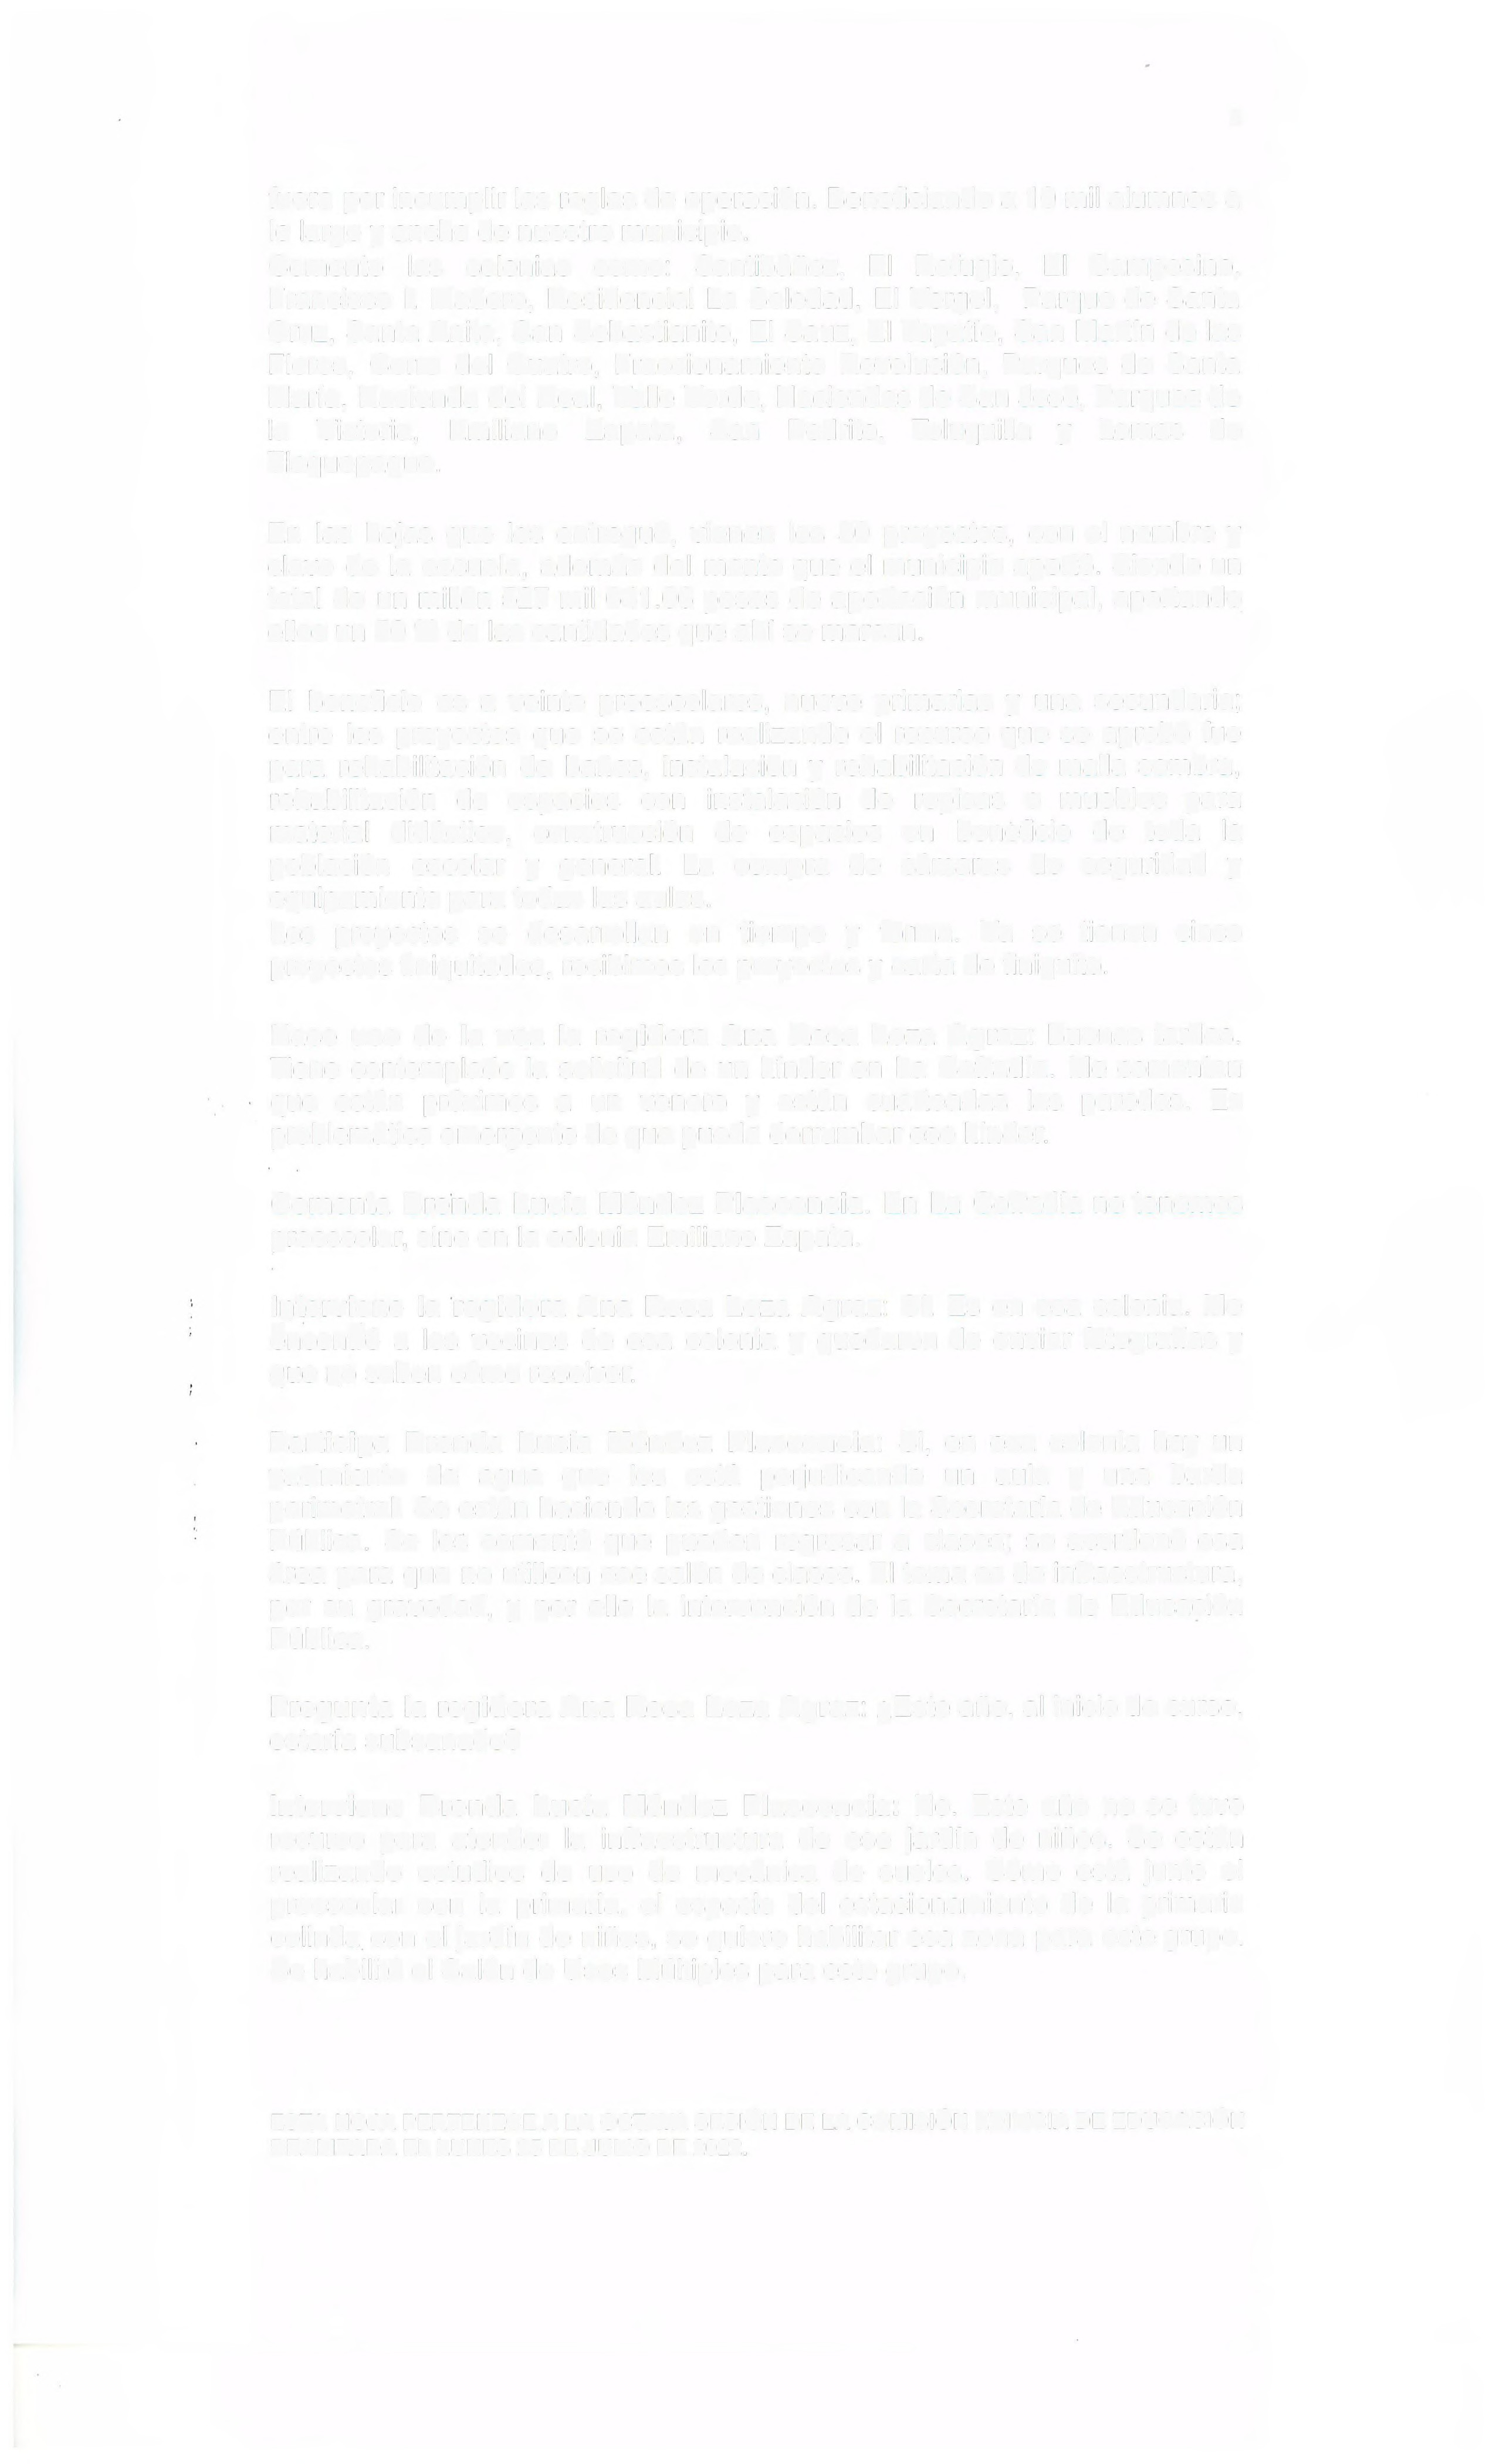 fuera por incumplir las reglas de operación. Beneficiando a 10 mil alumnos a
lo largo y ancho de nuestro municipio.
Comento las colonias como: Santibáñez, El Refugio, El Campesino,
Francisco I. Madero, Residencial La Soledad, El Vergel, Parque de Santa
Cruz, Santa Anita, San Sebastianito, El Sauz, El Tapatío, San Martín de las
Flores, Cerro del Cuatro, Fraccionamiento Revolución, Parques de Santa
María, Hacienda del Real, Valle Verde, Haciendas de San José, Parques de
la Victoria, Emiliano Zapata, San Pedrito, Toluquilla y Lomas de
Tlaquepaque.
En las hojas que les entregué, vienen los 30 proyectos, con el nombre y
clave de la escuela, además del monto que el municipio aportó. Siendo un
total de un millón mil pesos de aportación municipal, aportando
ellos un 50 % de las cantidades que ahí se marcan.
El beneficio es a veinte preescolares, nueve primarias y una secundaria;
entre los proyectos que se están realizando el recurso que se aprobó fue
para rehabilitación de baños, instalación y rehabilitación de malla sombra,
rehabilitación de espacios con instalación de repisas o muebles para
material didáctico, construcción de espacios en beneficio de toda la
población escolar y general. La compra de cámaras de seguridad y
equipamiento para todas las aulas.
Los proyectos se desarrollan en tiempo y forma. Ya se tienen cinco
proyectos finiquitados, recibimos los proyectos y están de finiquito.
Hace uso de la voz la regidora Ana Rosa Loza Agraz: Buenas tardes.
Tiene contemplado la solicitud de un kínder en La Cofradía. Me comentan
que están próximos a un venero y están cuarteadas las paredes. Es
problemática emergente de que pueda derrumbar ese kínder.
Comenta Brenda Lucía Méndez Plascencia. En La Cofradía no tenemos
preescolar, sino en la colonia Emiliano Zapata.
Interviene la regidora Ana Rosa Loza Agraz: Sí. Es en esa colonia. Me
encontré a los vecinos de esa colonia y quedaron de enviar fotografías y
que no saben cómo resolver.
Participa Brenda Lucía Méndez Plascencia: Sí, en esa colonia hay un
yacimiento de agua que les está perjudicando un aula y una barda
perimetral. Se están haciendo las gestiones con la Secretaría de Educación
Pública. Se les comentó que pueden regresar a clases; se acordonó esa
área para que no utilicen ese salón de clases. El tema es de infraestructura,
por su gravedad, y por ello la intervención de la Secretaría de Educación
Pública.
Pregunta la regidora Ana Rosa Loza Agraz: ¿Este año, al inicio de curso,
estaría subsanado?
Interviene Brenda Lucía Méndez Plascencia: No. Este año no se tuvo
recurso para atender la infraestructura de ese jardín de niños. Se están
realizando estudios de uso de mecánica de suelos. Cómo está junto el
preescolar con la primaria, el espacio del estacionamiento de la primaria
colinda con el jardín de niños, se quiere habilitar esa zona para este grupo.
Se habilitó el Salón de Usos Múltiples para este grupo.
ESTA HOJA PERTENECE A LA SESIÓN DE LA COMISIÓN EDILICIA DE EDUCACIÓN